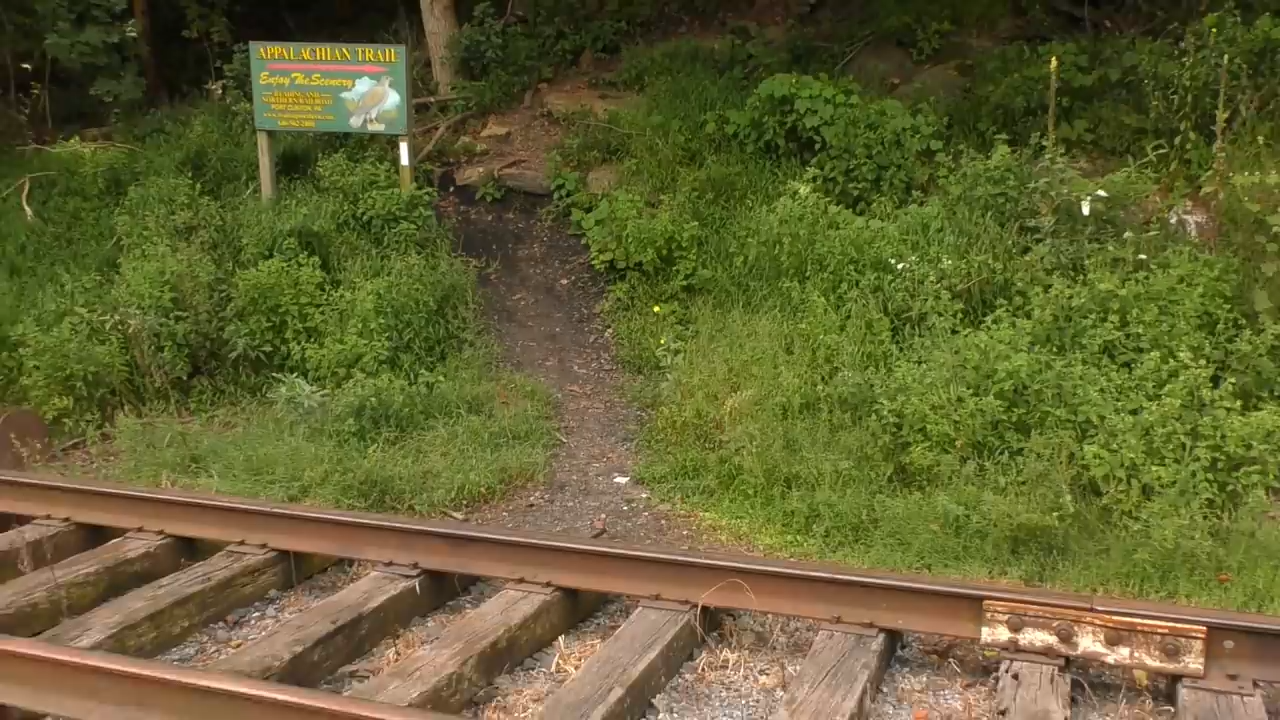 APPALACHIAN TRAIL
Enjoy The Scenery
READING AND
NORTHERN RAILROAD
PORT CLINTON, PA